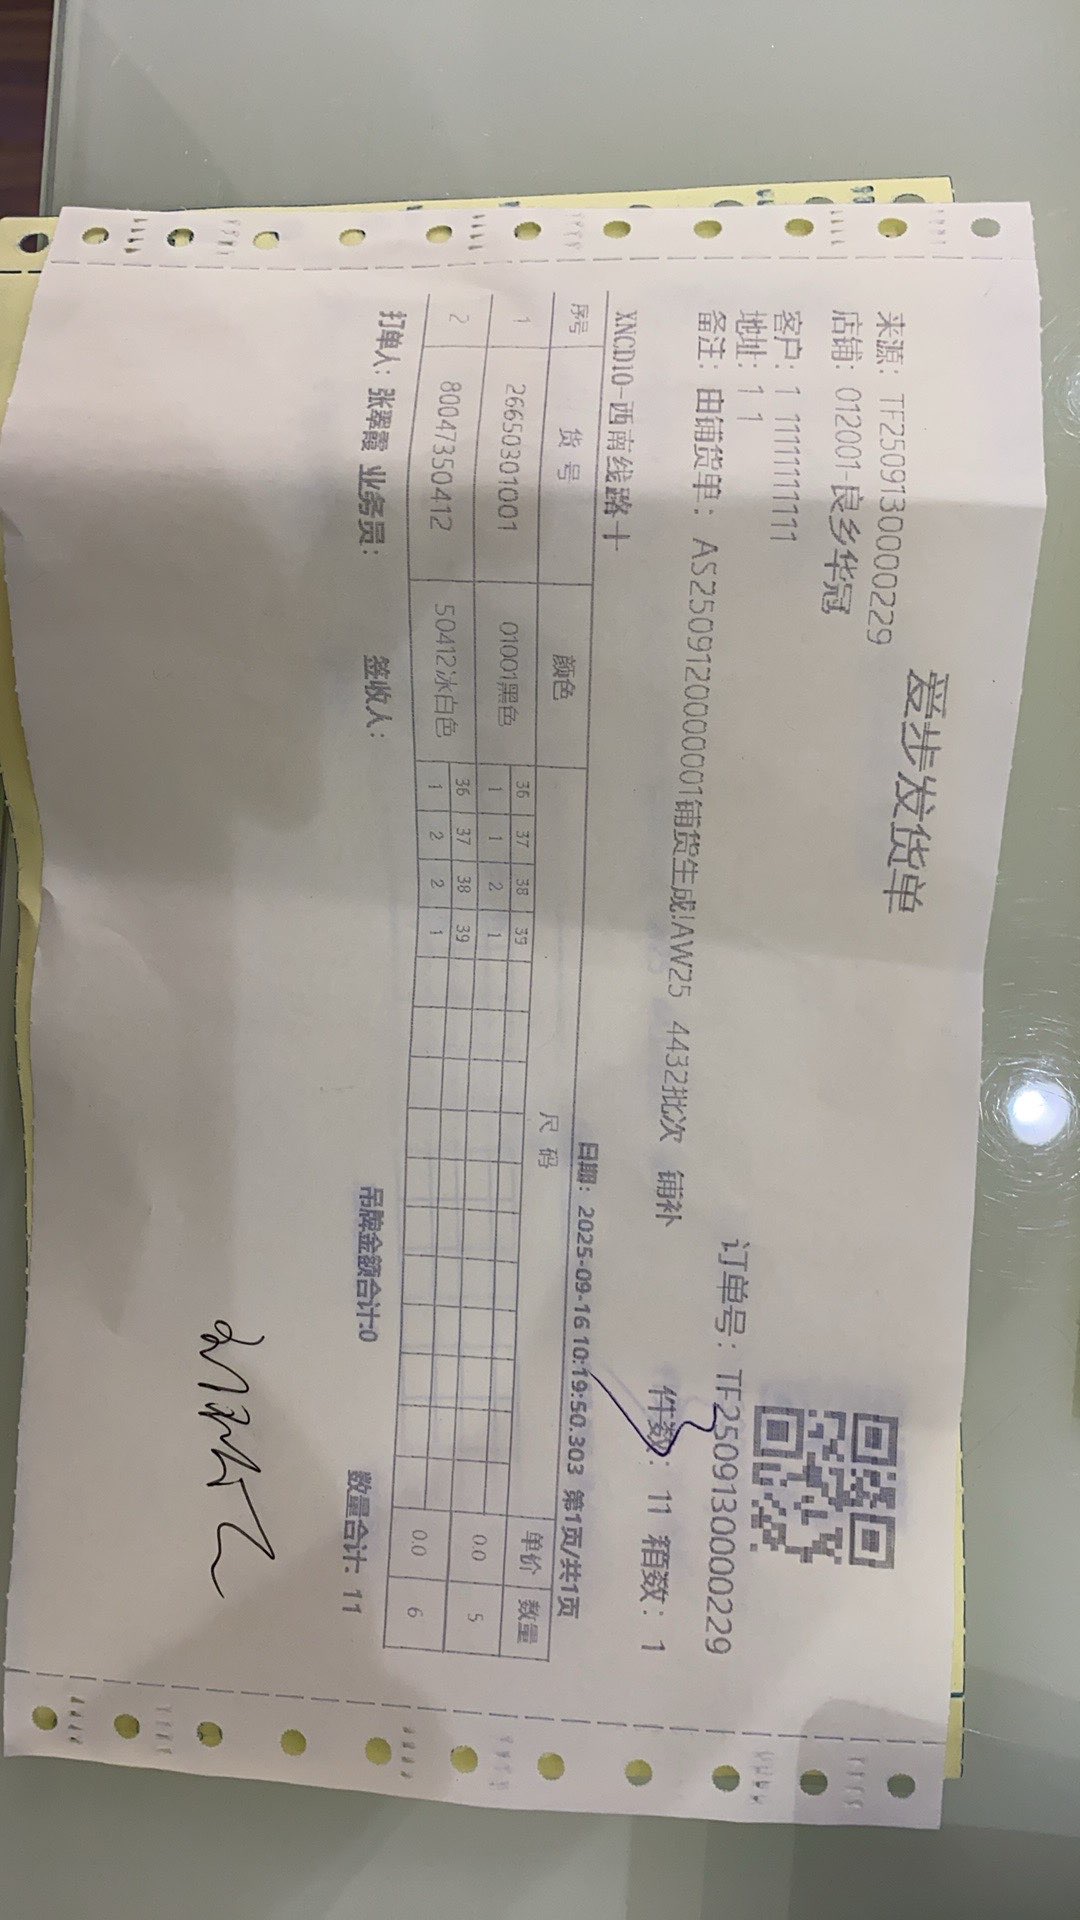 爱步发货单
来源：TF2509130000229
店铺：012001-良乡华冠
客户：1 11111111111
地址：1 1
订单号：TF2509130000229
备注：由铺货单：AS2509120000001铺货生成!AW25 4432批次 铺补
件数：11 箱数：1
XNCD10-西南线路十
日期：2025-09-16 10:19:50.303 第1页/共1页
序号 货号 颜色 尺码 单价 数量
36 37 38 39
1 26650301001 01001黑色 1 1 2 1 0.0 5
36 37 38 39
2 80047350412 50412冰白色 1 2 2 1 0.0 6
打单人：张翠霞 业务员： 签收人： 吊牌金额合计:0 数量合计：11